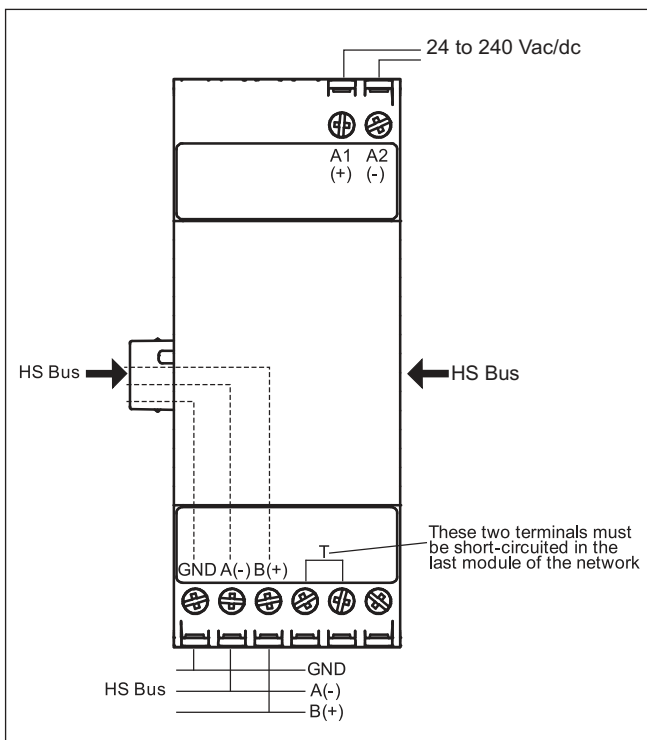 24 to 240 Vac/dc
A1 A2
(+) (-)
HS Bus
HS Bus
These two terminals must
be short-circuited in the
last module of the network
T
GND A(-) B(+)
GND
HS Bus
A(-)
B(+)